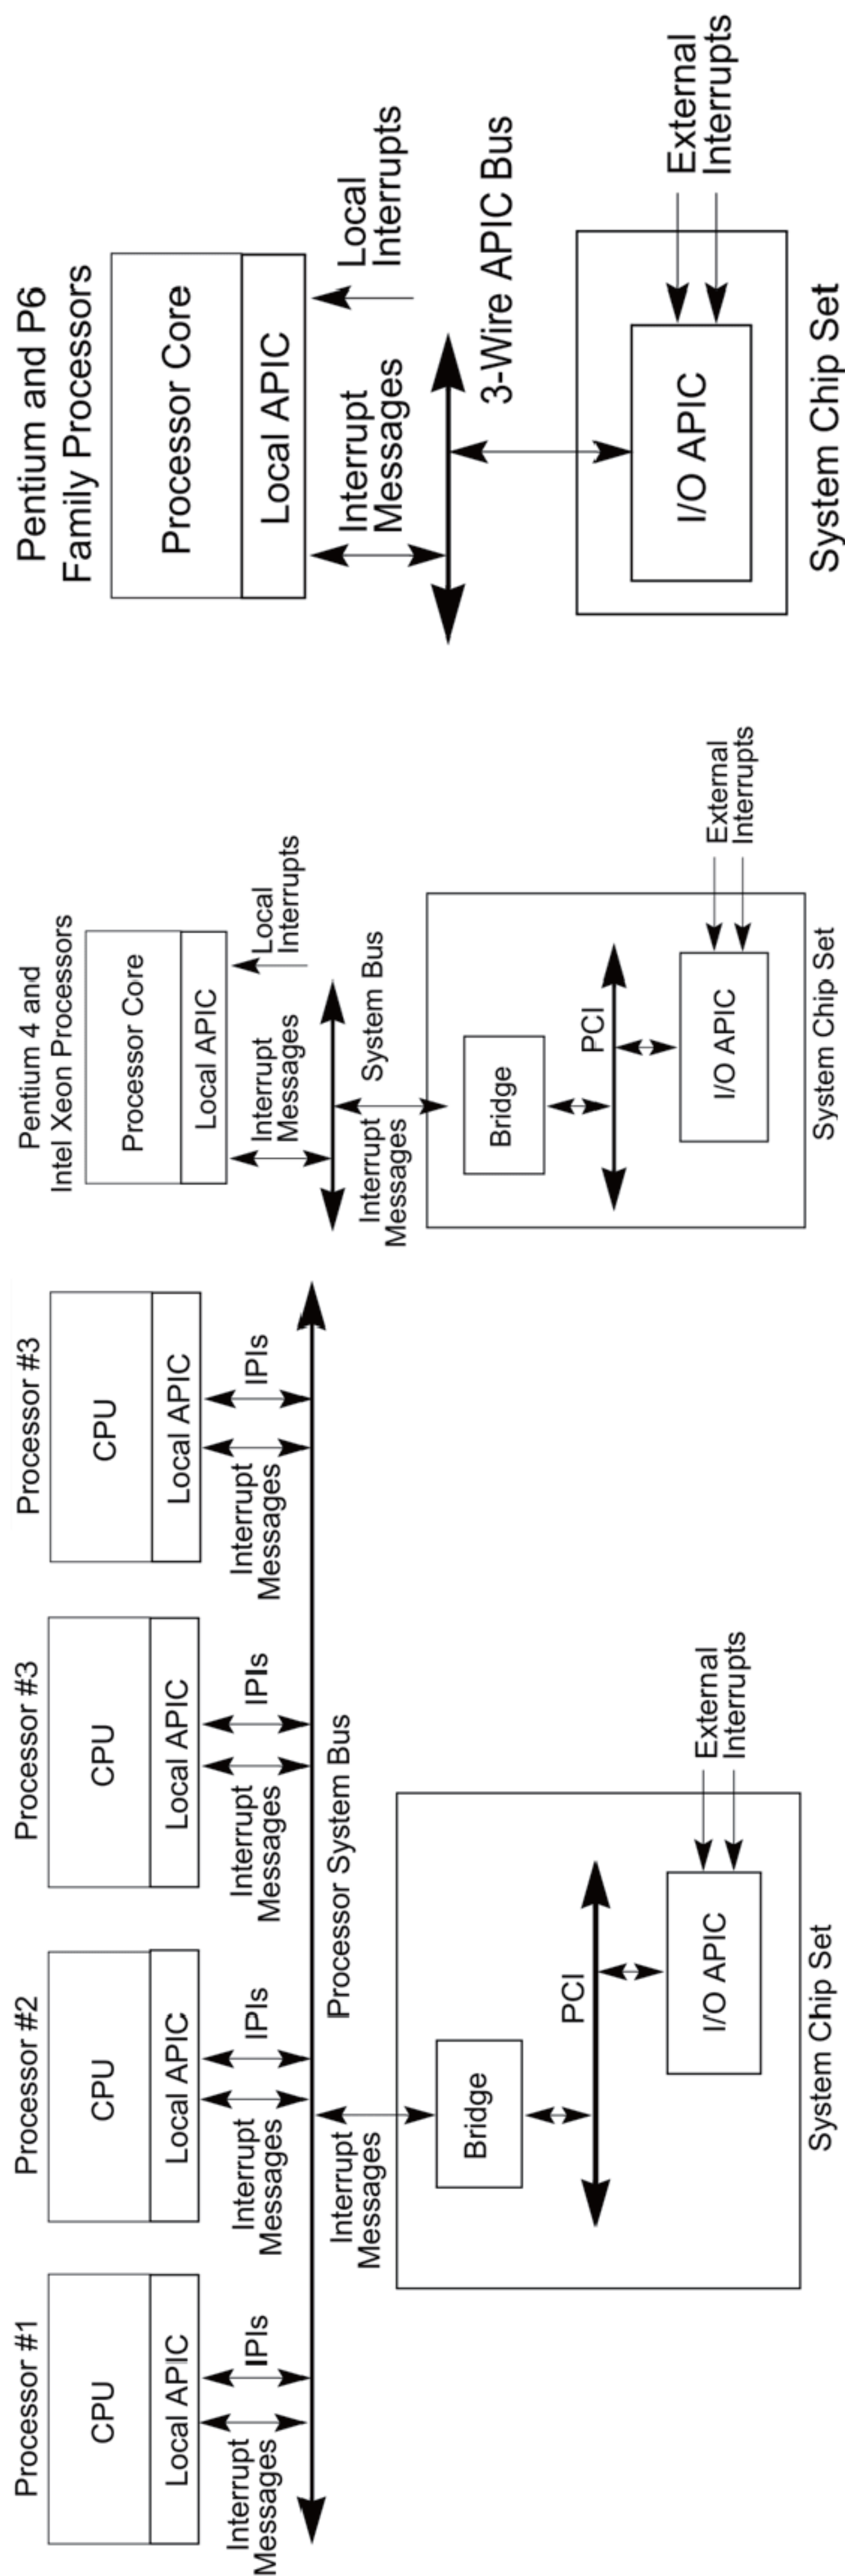 Processor #1
Processor #2
Processor #3
Processor #3
CPU
CPU
CPU
CPU
Local APIC
Local APIC
Local APIC
Local APIC
Interrupt
Messages
IPIs
Interrupt
Messages
IPIs
Interrupt
Messages
IPIs
Interrupt
Messages
IPIs
Interrupt
Messages
Processor System Bus
Bridge
PCI
I/O APIC
External
Interrupts
System Chip Set
Pentium 4 and
Intel Xeon Processors
Processor Core
Local APIC
Interrupt
Messages
Local
Interrupts
Interrupt
Messages
System Bus
Bridge
PCI
I/O APIC
External
Interrupts
System Chip Set
Pentium and P6
Family Processors
Processor Core
Local APIC
Interrupt
Messages
Local
Interrupts
3-Wire APIC Bus
I/O APIC
External
Interrupts
System Chip Set